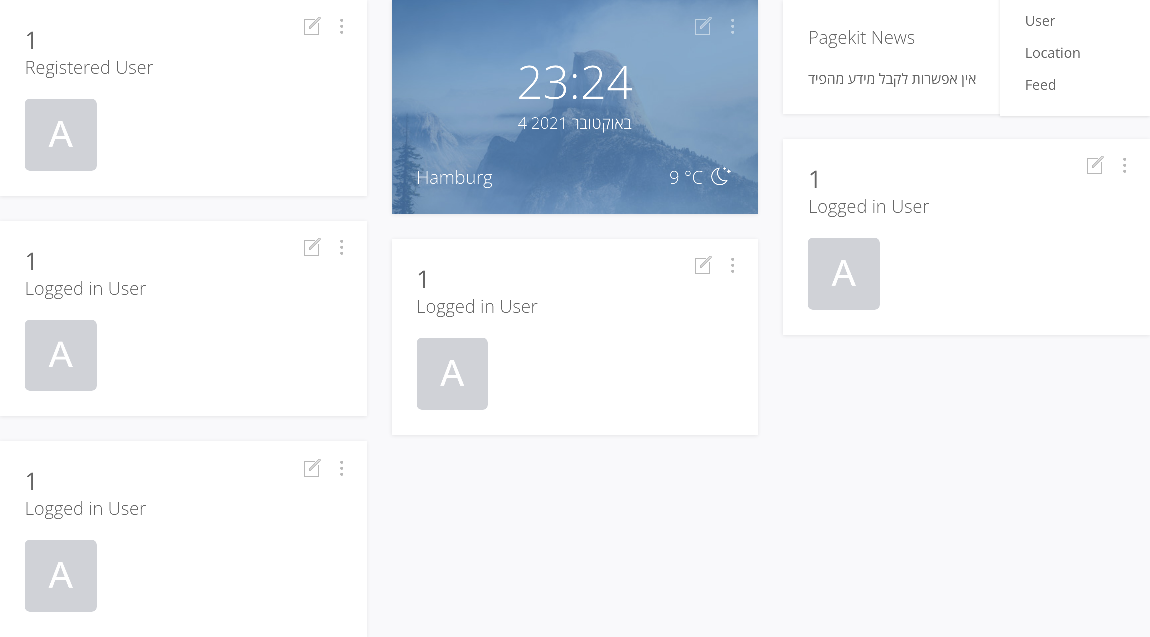 1
Registered User
A
1
Logged in User
A
1
Logged in User
A
23:24
4 באוקטובר 2021
Hamburg
9 °C
1
Logged in User
A
Pagekit News
אין אפשרות לקבל מידע מהפיד
User
Location
Feed
1
Logged in User
A